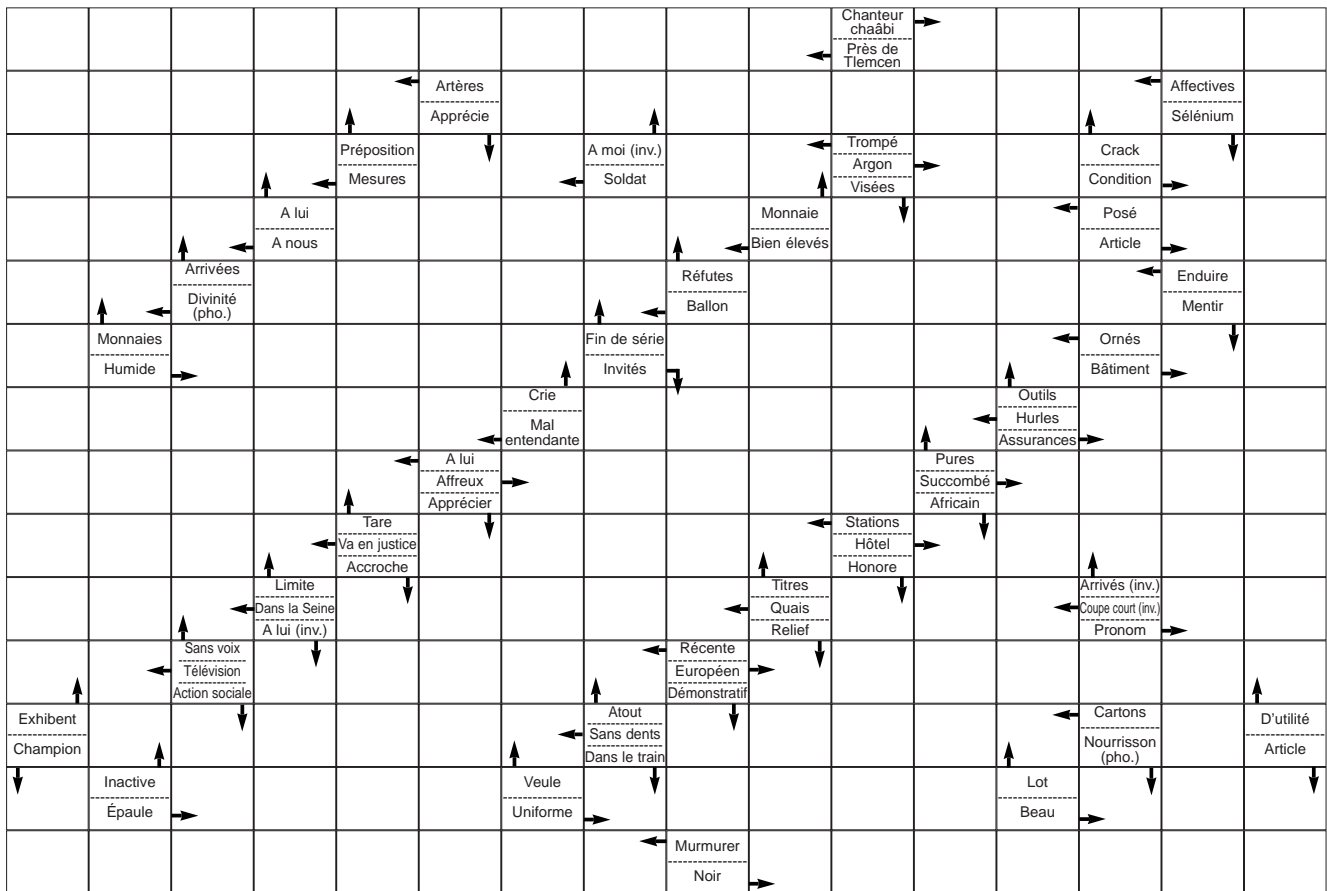 Chanteur
chaâbi
Près de
Tlemcen
Artères
Apprécie
Affectives
Sélénium
Préposition
Mesures
A moi (inv.)
Soldat
Trompé
Argon
Visées
Crack
Condition
A lui
A nous
Monnaie
Bien élevés
Posé
Article
Arrivées
Divinité
(pho.)
Réfutes
Ballon
Enduire
Mentir
Monnaies
Humide
Fin de série
Invités
Ornés
Bâtiment
Crie
Mal
entendante
Outils
Hurles
Assurances
A lui
Affreux
Apprécier
Pures
Succombé
Africain
Tare
Va en justice
Accroche
Stations
Hôtel
Honore
Limite
Dans la Seine
A lui (inv.)
Titres
Quais
Relief
Arrivés (inv.)
Coupe court (inv.)
Pronom
Sans voix
Télévision
Action sociale
Récente
Européen
Démonstratif
Exhibent
Champion
Atout
Sans dents
Dans le train
Cartons
Nourrisson
(pho.)
D'utilité
Article
Inactive
Épaule
Veule
Uniforme
Lot
Beau
Murmurer
Noir